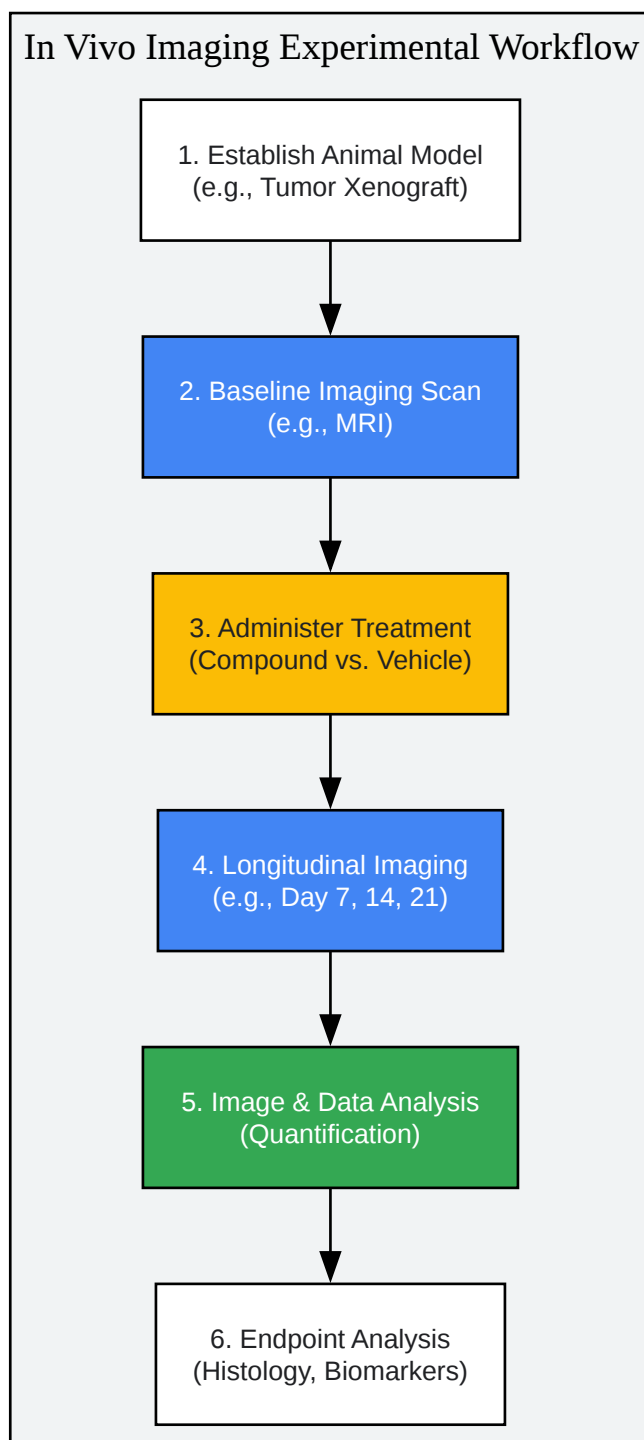 In Vivo Imaging Experimental Workflow
1. Establish Animal Model
(e.g., Tumor Xenograft)
2. Baseline Imaging Scan
(e.g., MRI)
3. Administer Treatment
(Compound vs. Vehicle)
4. Longitudinal Imaging
(e.g., Day 7, 14, 21)
5. Image & Data Analysis
(Quantification)
6. Endpoint Analysis
(Histology, Biomarkers)